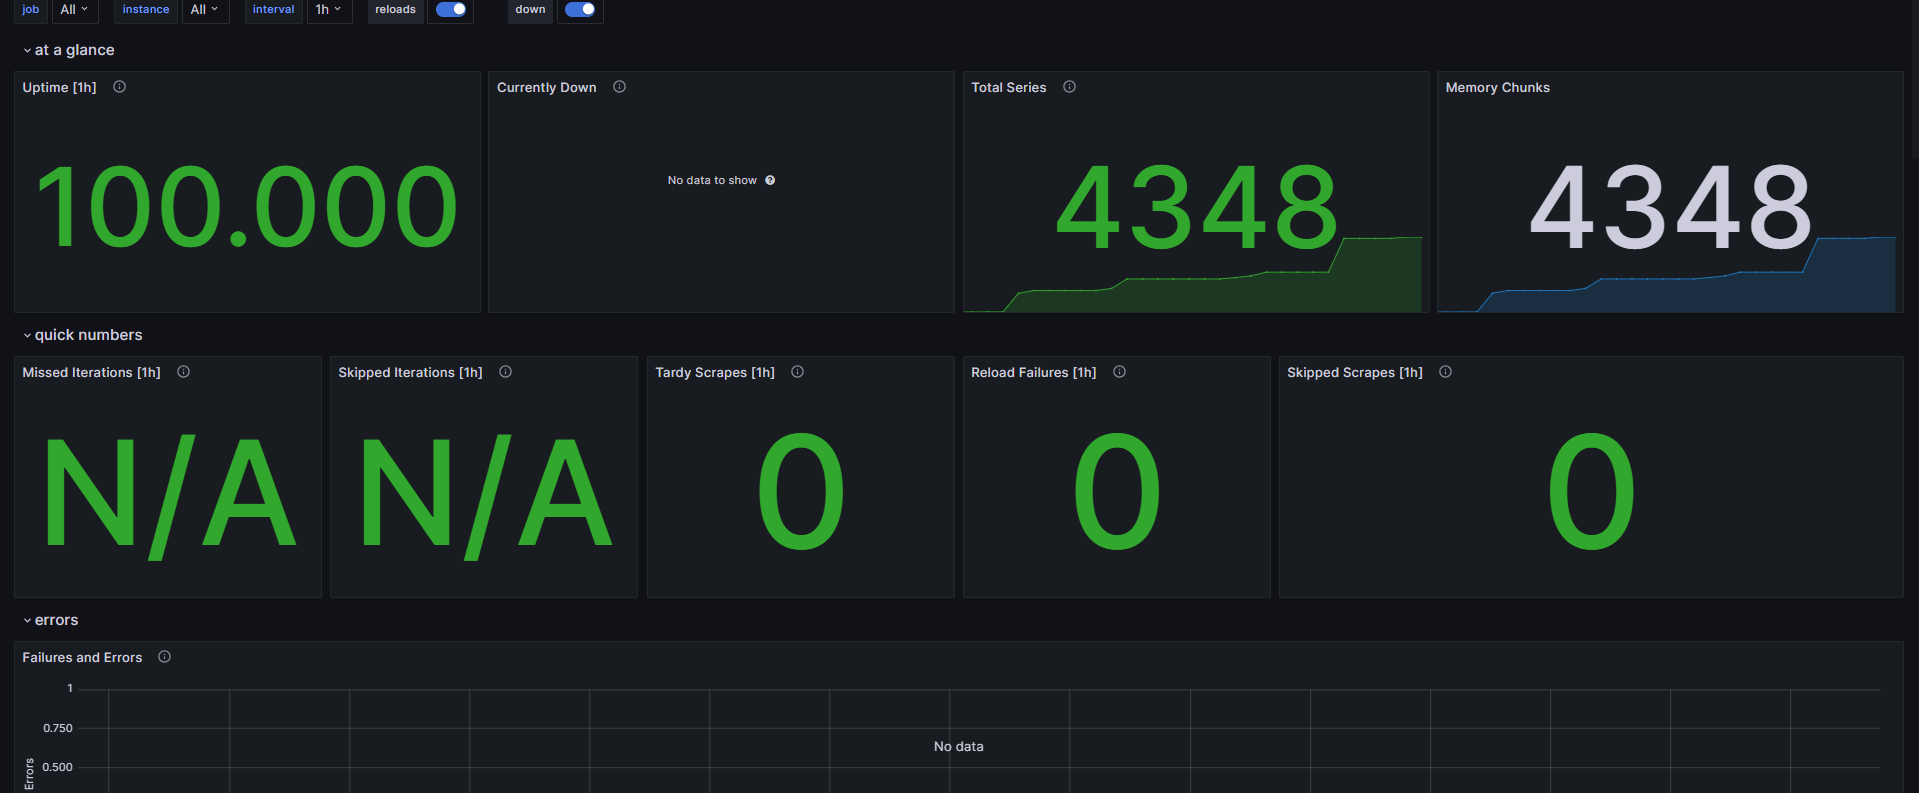 job All instance All interval 1h reloads down
at a glance
Uptime [1h] Currently Down Total Series Memory Chunks
100.000 No data to show 4348 4348
quick numbers
Missed Iterations [1h] Skipped Iterations [1h] Tardy Scrapes [1h] Reload Failures [1h] Skipped Scrapes [1h]
N/A N/A 0 0 0
errors
Failures and Errors
1
0.750
No data
0.500
Errors